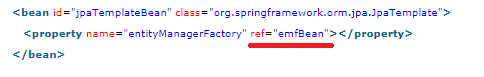 <bean id="jpaTemplateBean" class="org.springframework.orm.jpa.JpaTemplate">
<property name="entityManagerFactory" ref="emfBean"></property>
</bean>